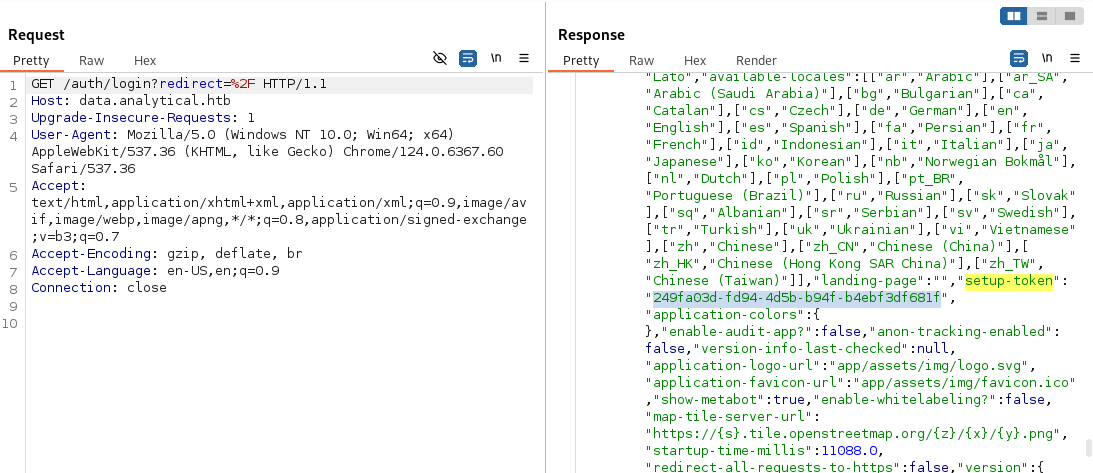 Request
Pretty Raw Hex
\n
1 GET /auth/login?redirect=%2F HTTP/1.1
2 Host: data.analytical.htb
3 Upgrade-Insecure-Requests: 1
4 User-Agent: Mozilla/5.0 (Windows NT 10.0; Win64; x64)
AppleWebKit/537.36 (KHTML, like Gecko) Chrome/124.0.6367.60
Safari/537.36
5 Accept:
text/html,application/xhtml+xml,application/xml;q=0.9,image/av
if,image/webp,image/apng,*/*;q=0.8,application/signed-exchange
;v=b3;q=0.7
6 Accept-Encoding: gzip, deflate, br
7 Accept-Language: en-US,en;q=0.9
8 Connection: close
9
10
Response
Pretty Raw Hex Render
\n
"Lato","available-locales":[["ar","Arabic"],["ar_SA",
"Arabic (Saudi Arabia)"],["bg","Bulgarian"],["ca",
"Catalan"],["cs","Czech"],["de","German"],["en",
"English"],["es","Spanish"],["fa","Persian"],["fr",
"French"],["id","Indonesian"],["it","Italian"],["ja",
"Japanese"],["ko","Korean"],["nb","Norwegian Bokmål"],
["nl","Dutch"],["pl","Polish"],["pt_BR",
"Portuguese (Brazil)"],["ru","Russian"],["sk","Slovak"
],["sq","Albanian"],["sr","Serbian"],["sv","Swedish"],
["tr","Turkish"],["uk","Ukrainian"],["vi","Vietnamese"
],["zh","Chinese"],["zh_CN","Chinese (China)"],[
"zh_HK","Chinese (Hong Kong SAR China)"],["zh_TW",
"Chinese (Taiwan)"]],"landing-page":"","setup-token":
"249fa03d-fd94-4d5b-b94f-b4ebf3df681f",
"application-colors":{
},"enable-audit-app?":false,"anon-tracking-enabled":
false,"version-info-last-checked":null,
"application-logo-url":"app/assets/img/logo.svg",
"application-favicon-url":"app/assets/img/favicon.ico"
,"show-metabot":true,"enable-whitelabeling?":false,
"map-tile-server-url":
"https://{s}.tile.openstreetmap.org/{z}/{x}/{y}.png",
"startup-time-millis":11088.0,
"redirect-all-requests-to-https":false,"version":{